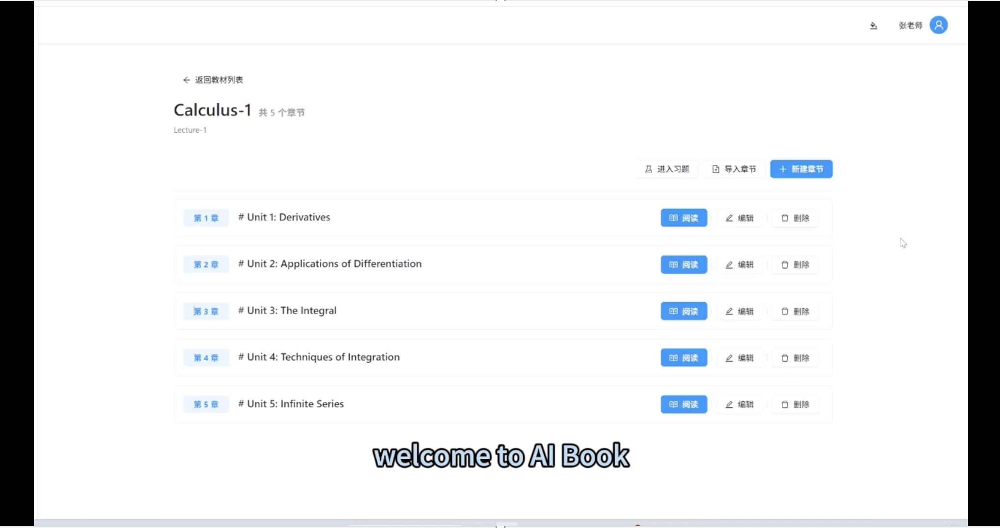 张老师
返回教材列表
Calculus-1 共 5 个章节
Lecture-1
进入习题 导入章节 新建章节
第 1 章 # Unit 1: Derivatives 阅读 编辑 删除
第 2 章 # Unit 2: Applications of Differentiation 阅读 编辑 删除
第 3 章 # Unit 3: The Integral 阅读 编辑 删除
第 4 章 # Unit 4: Techniques of Integration 阅读 编辑 删除
第 5 章 # Unit 5: Infinite Series 阅读 编辑 删除
welcome to AI Book